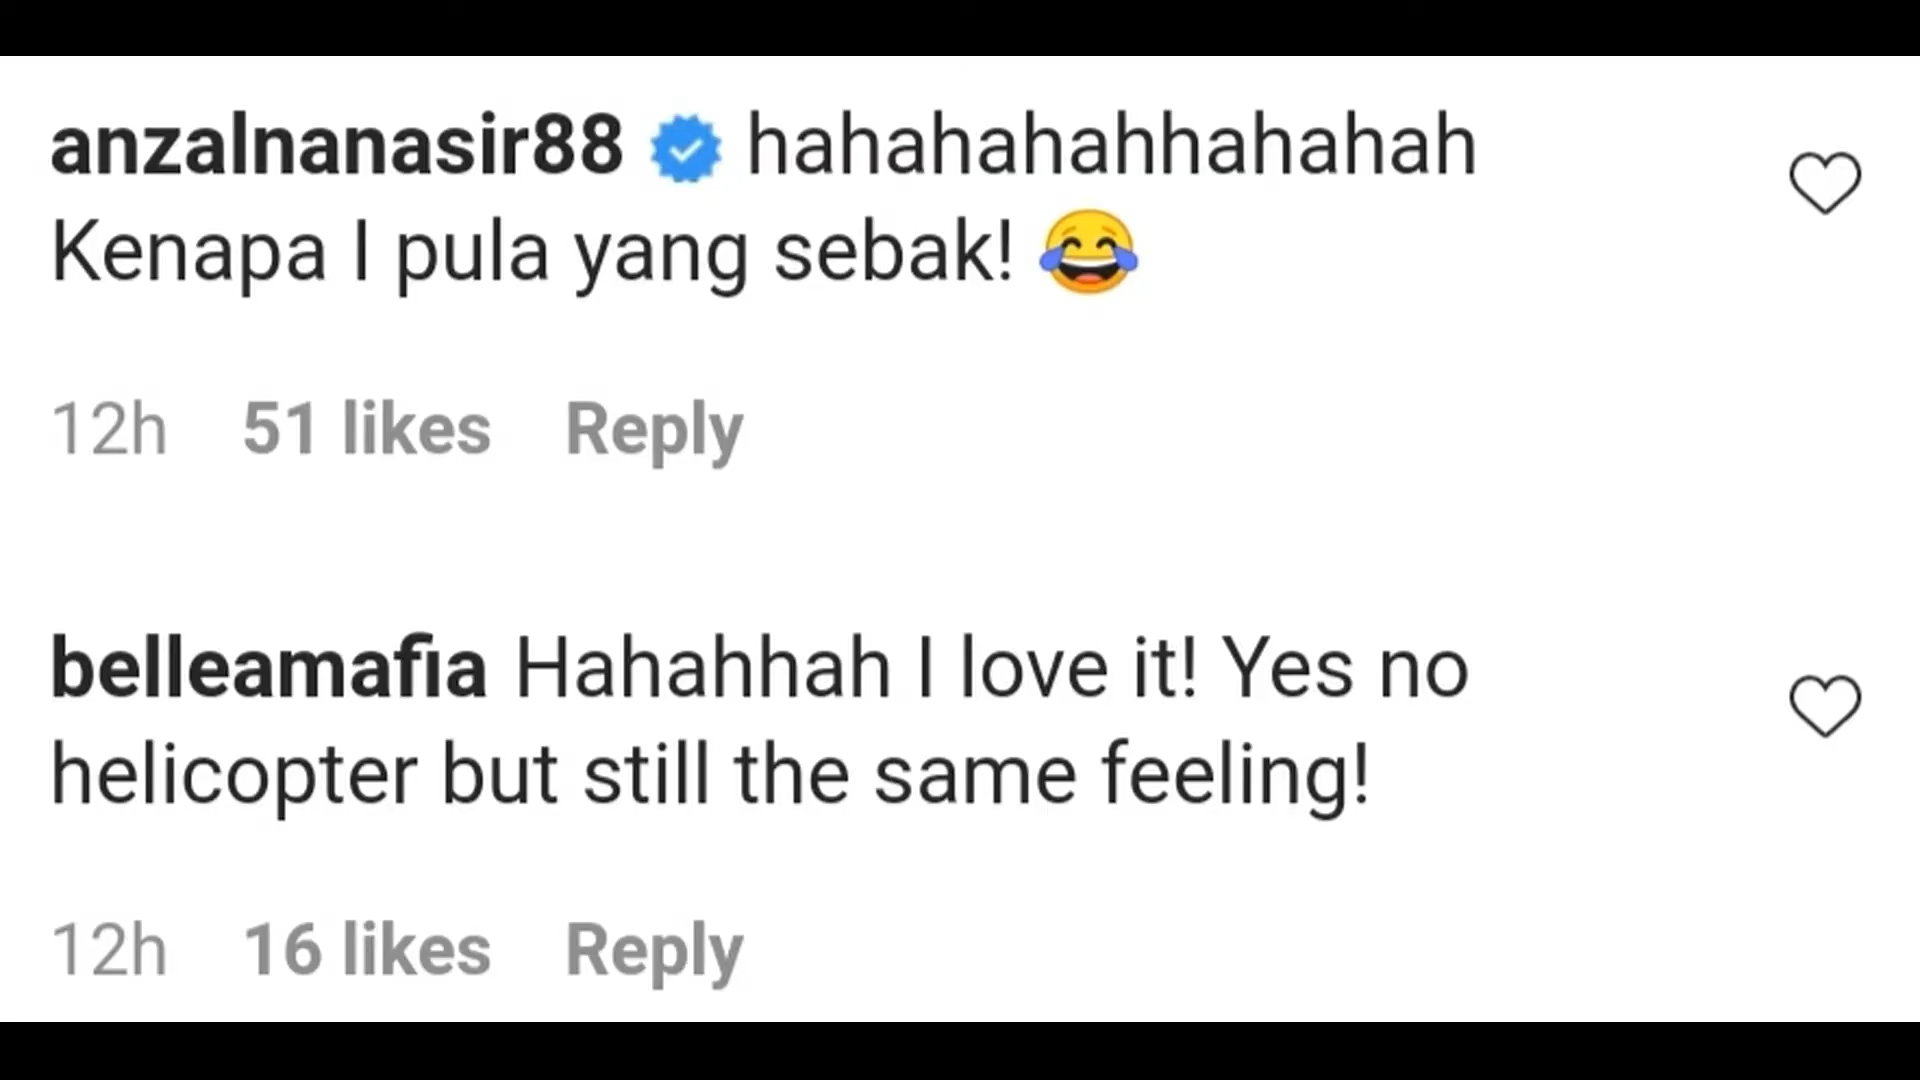 anzalnanasir88 hahahahahhahahah
Kenapa I pula yang sebak! 😂
12h 51 likes Reply
belleamafia Hahahhah I love it! Yes no
helicopter but still the same feeling!
12h 16 likes Reply